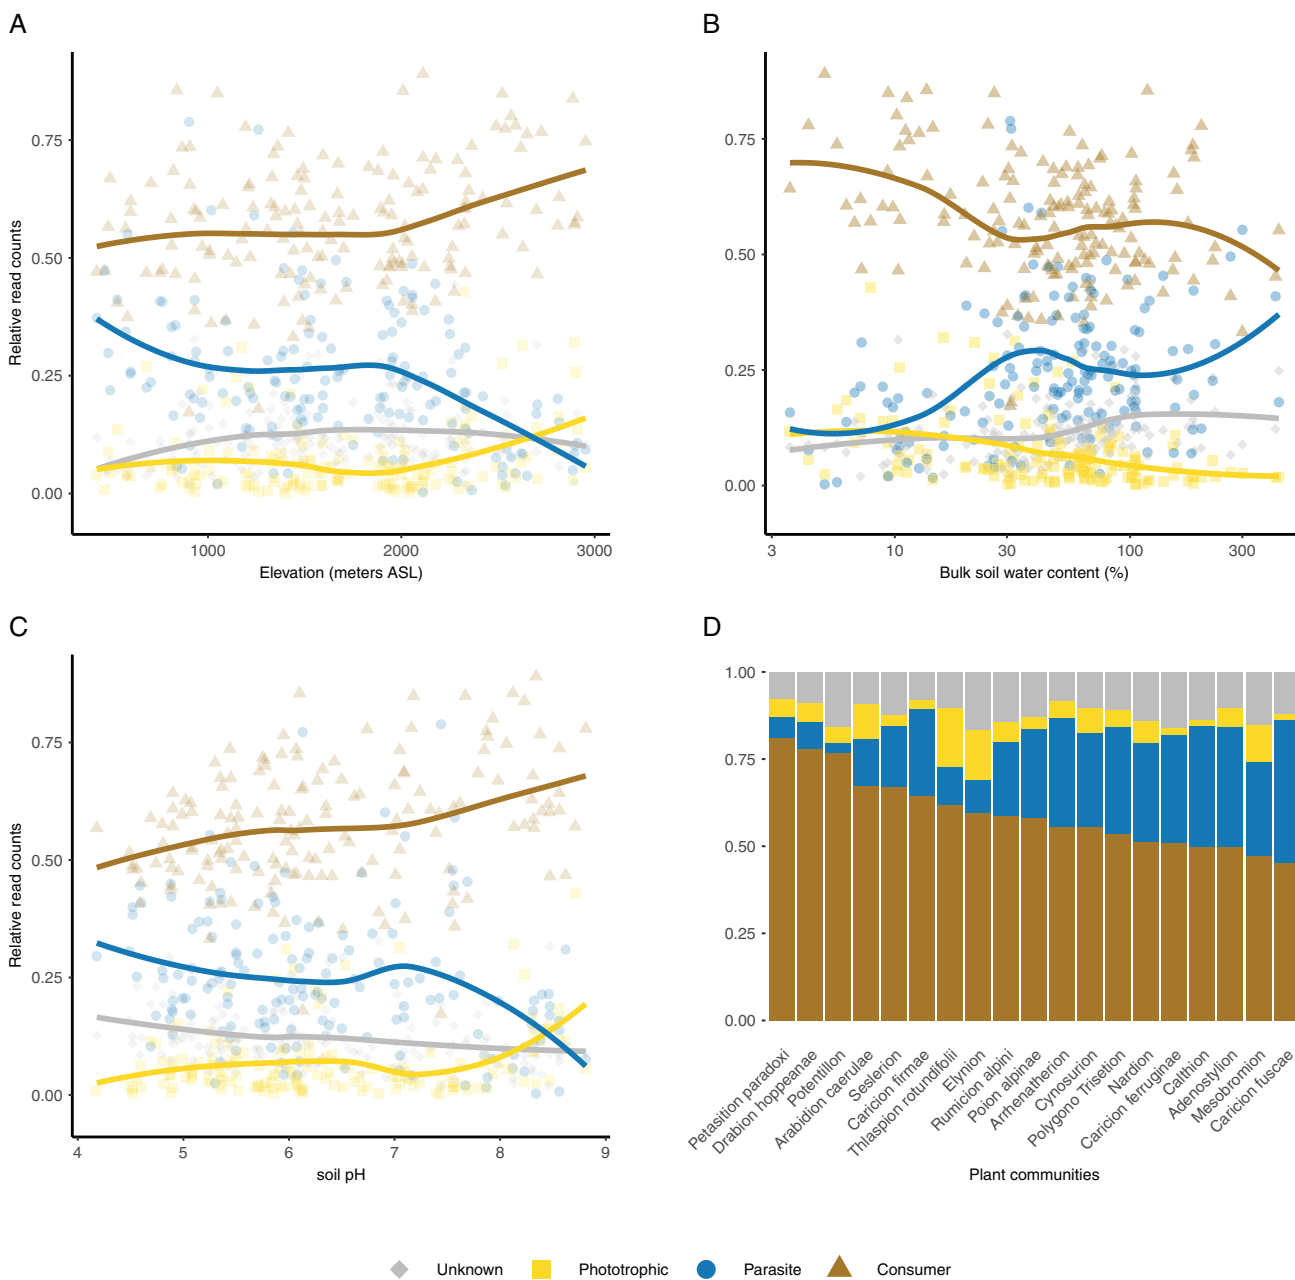 A
Relative read counts
0.75
0.50
0.25
0.00
1000
2000
3000
Elevation (meters ASL)
B
0.75
0.50
0.25
0.00
3
10
30
100
300
Bulk soil water content (%)
C
Relative read counts
0.75
0.50
0.25
0.00
4
5
6
7
8
9
soil pH
D
1.00
0.75
0.50
0.25
0.00
Petasition paradoxi
Drabion hoppeanae
Potentillon
Arabidion caerulae
Seslerion
Caricion firmae
Thlaspion rotundifolii
Elynion
Rumicion alpini
Poion alpinae
Arrhenatherion
Cynosurion
Polygono Trisetion
Nardion
Caricion ferruginae
Calthion
Adenostylion
Mesobromion
Caricion fuscae
Plant communities
Unknown
Phototrophic
Parasite
Consumer